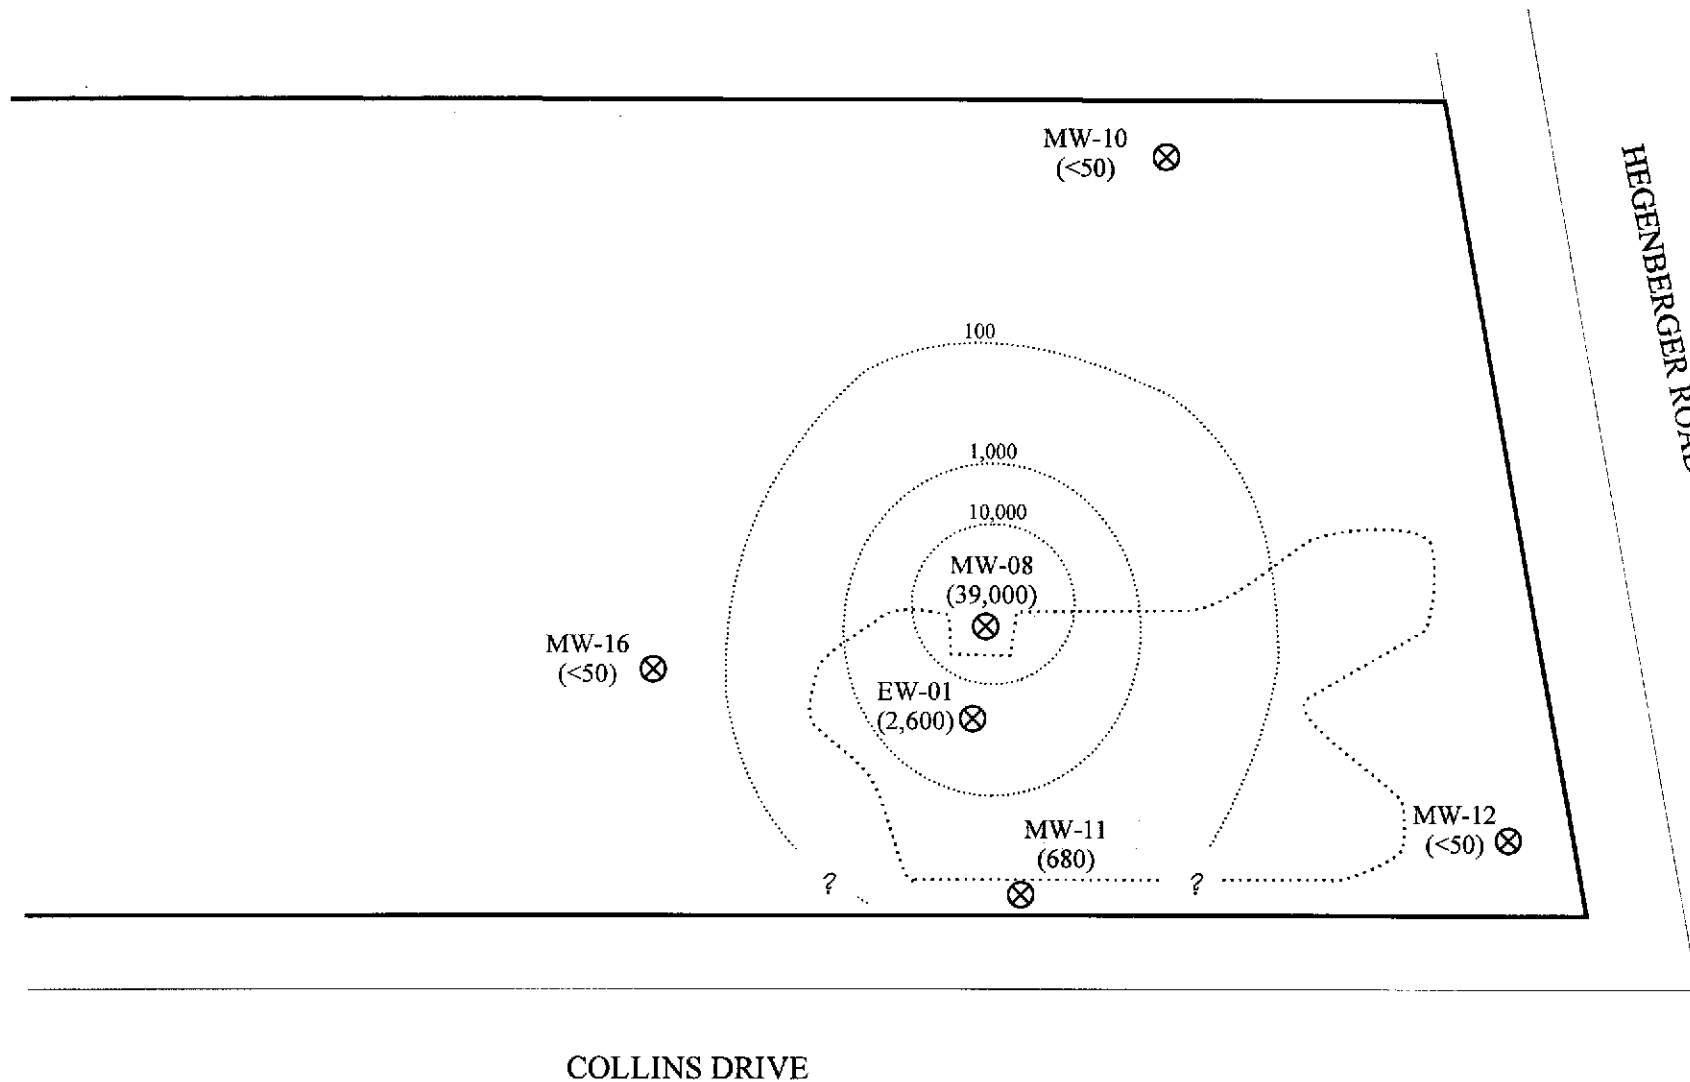 MW-10
(<50)
HEGENBERGER ROAD
100
1,000
10,000
MW-08
(39,000)
MW-16
(<50)
EW-01
(2,600)
MW-11
(680)
MW-12
(<50)
?
?
COLLINS DRIVE